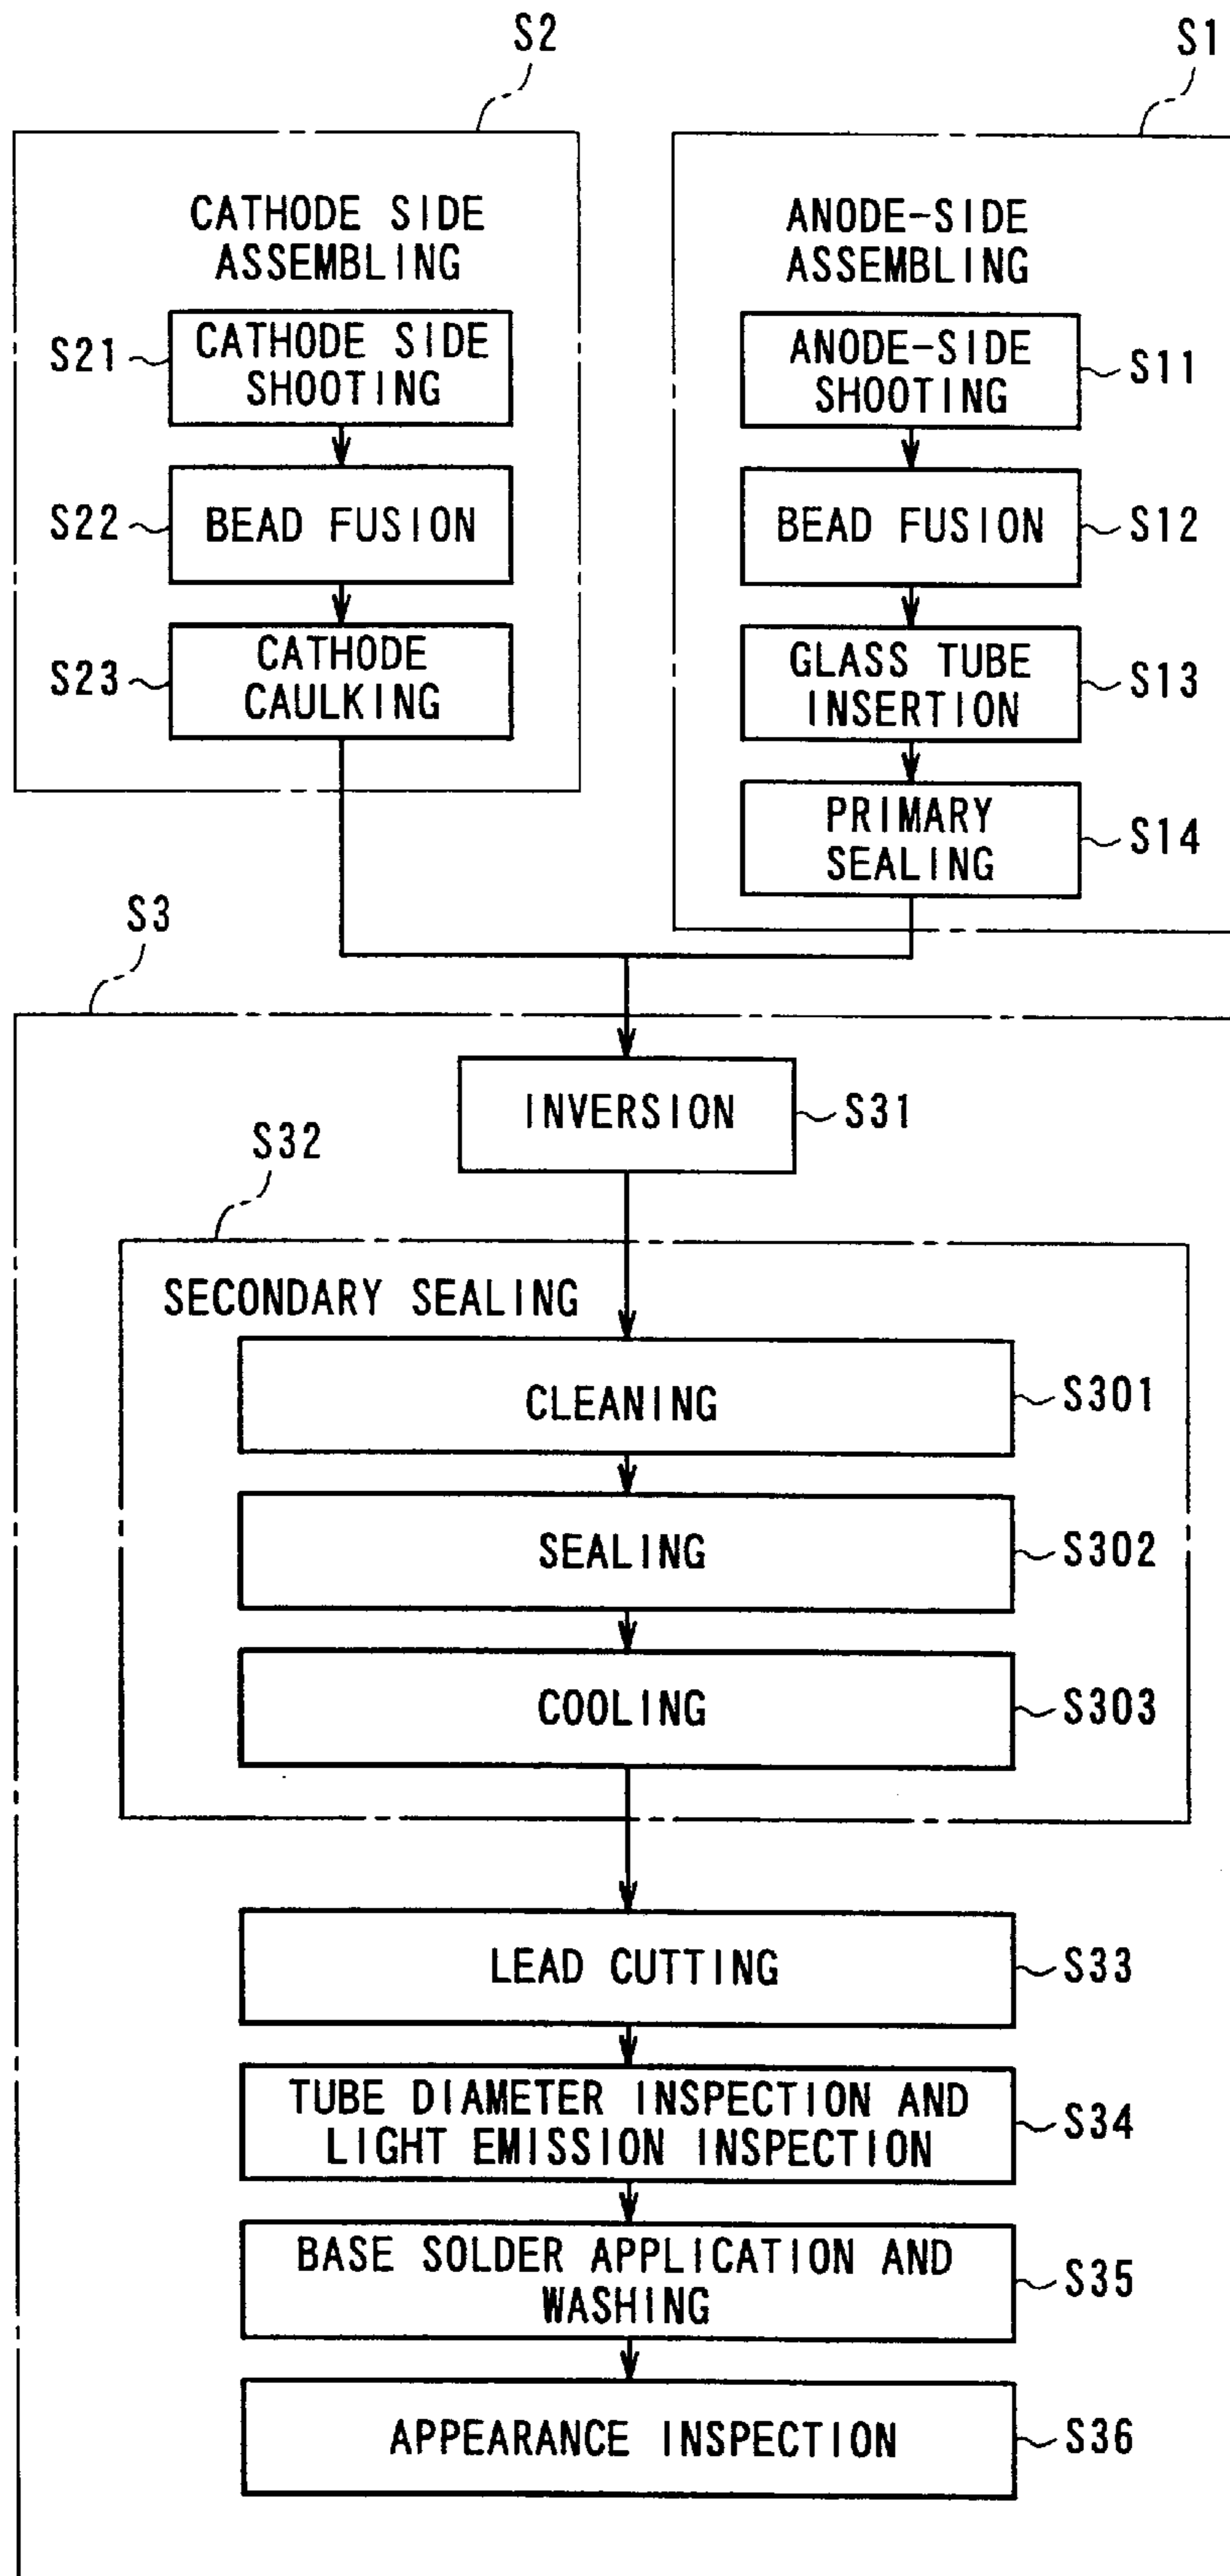 S2
S1
CATHODE SIDE
ASSEMBLING
ANODE-SIDE
ASSEMBLING
S21
CATHODE SIDE
SHOOTING
ANODE-SIDE
SHOOTING
S11
S22
BEAD FUSION
BEAD FUSION
S12
S23
CATHODE
CAULKING
GLASS TUBE
INSERTION
S13
PRIMARY
SEALING
S14
S3
INVERSION
S31
S32
SECONDARY SEALING
CLEANING
S301
SEALING
S302
COOLING
S303
LEAD CUTTING
S33
TUBE DIAMETER INSPECTION AND
LIGHT EMISSION INSPECTION
S34
BASE SOLDER APPLICATION AND
WASHING
S35
APPEARANCE INSPECTION
S36